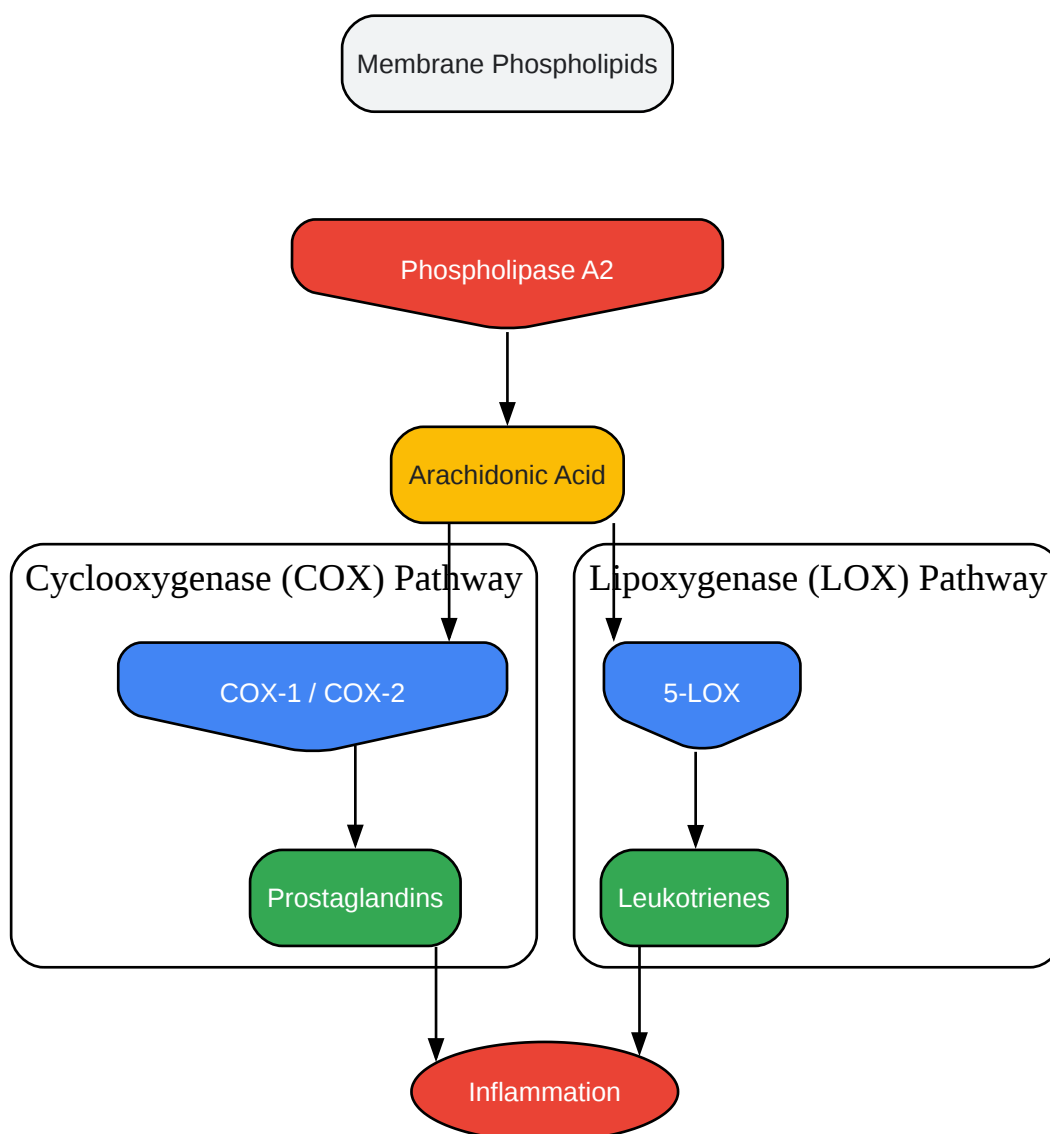 Membrane Phospholipids
Phospholipase A2
Arachidonic Acid
Cyclooxygenase (COX) Pathway
Lipoxygenase (LOX) Pathway
COX-1 / COX-2
5-LOX
Prostaglandins
Leukotrienes
Inflammation